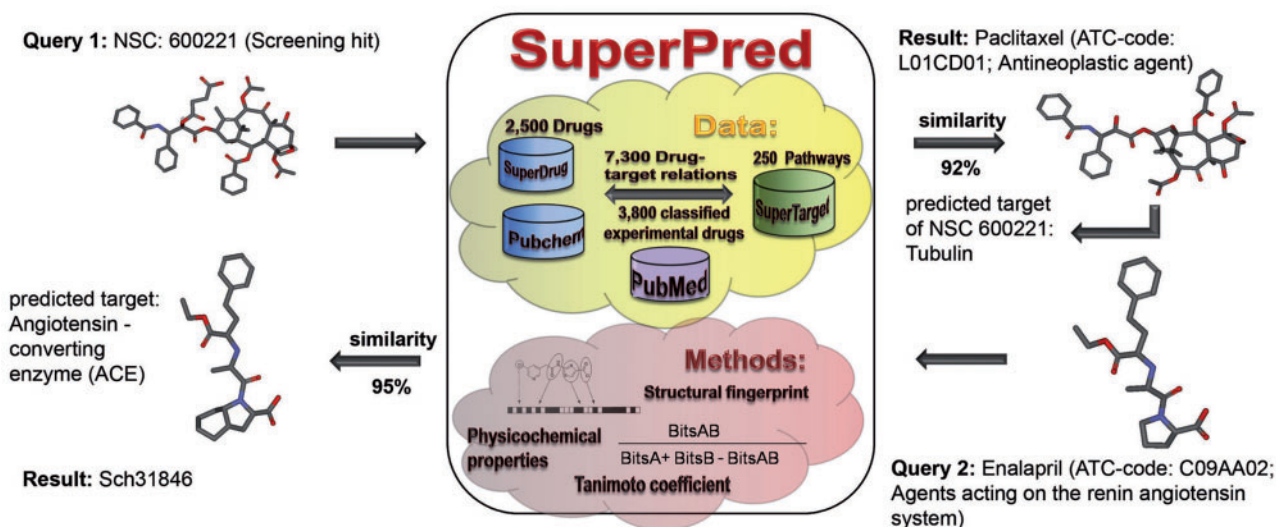 Query 1: NSC: 600221 (Screening hit)
SuperPred
Data:
2,500 Drugs
SuperDrug
Pubchem
7,300 Drug-
target relations
3,800 classified
experimental drugs
250 Pathways
SuperTarget
PubMed
Methods:
Structural fingerprint
Physicochemical
properties
BitsAB
BitsA+ BitsB - BitsAB
Tanimoto coefficient
Result: Paclitaxel (ATC-code:
L01CD01; Antineoplastic agent)
similarity
92%
predicted target
of NSC 600221:
Tubulin
Query 2: Enalapril (ATC-code: C09AA02;
Agents acting on the renin angiotensin
system)
similarity
95%
predicted target:
Angiotensin -
converting
enzyme (ACE)
Result: Sch31846